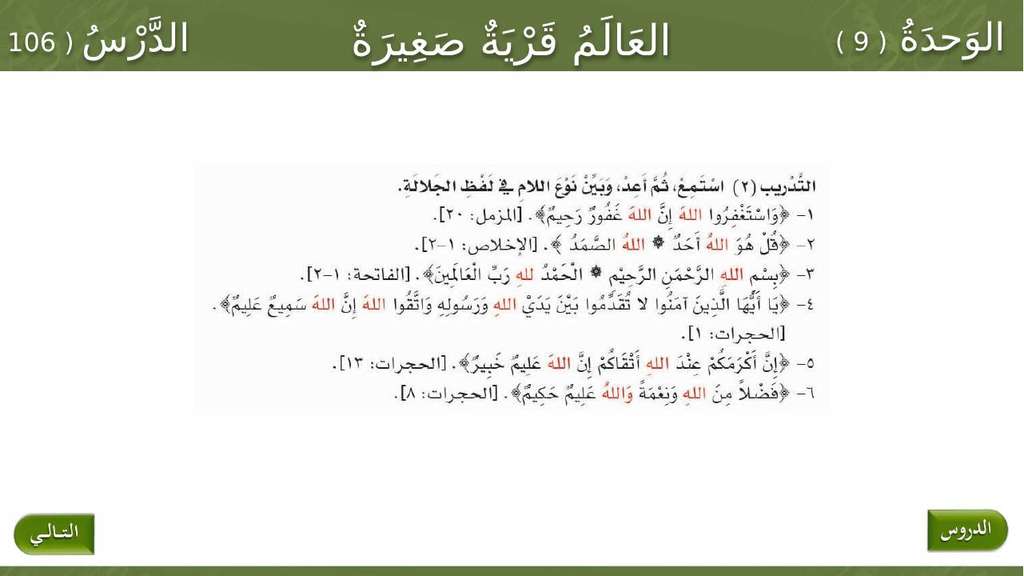 الوَحدَةُ ( 9 )
العَالَمُ قَرْيَةٌ صَغِيرَةٌ
الدَّرْسُ ( 106
التَّدْرِيب (٢) اسْتَمِعْ، ثُمَّ أَعِدْ، وَبَيِّنْ نَوْعَ اللامِ فِي لَفْظِ الجَلالَةِ.
١- ﴿وَاسْتَغْفِرُوا اللهَ إِنَّ اللهَ غَفُورٌ رَحِيمٌ﴾. [المزمل: ٢٠].
٢- ﴿قُلْ هُوَ اللهُ أَحَدٌ * اللهُ الصَّمَدُ ﴾. [الإخلاص: ١-٢].
٣- ﴿بِسْمِ اللهِ الرَّحْمَنِ الرَّحِيْمِ * الْحَمْدُ للهِ رَبِّ الْعَالَمِينَ﴾. [الفاتحة: ١-٢].
٤- ﴿يَا أَيُّهَا الَّذِينَ آمَنُوا لا تُقَدِّمُوا بَيْنَ يَدَيْ اللهِ وَرَسُولِهِ وَاتَّقُوا اللهَ إِنَّ اللهَ سَمِيعٌ عَلِيمٌ﴾.
[الحجرات: ١].
٥- ﴿إِنَّ أَكْرَمَكُمْ عِنْدَ اللهِ أَتْقَاكُمْ إِنَّ اللهَ عَلِيمٌ خَبِيرٌ﴾. [الحجرات: ١٣].
٦- ﴿فَضْلاً مِنَ اللهِ وَنِعْمَةً وَاللهُ عَلِيمٌ حَكِيمٌ﴾. [الحجرات: ٨].
الدروس
التـالـي